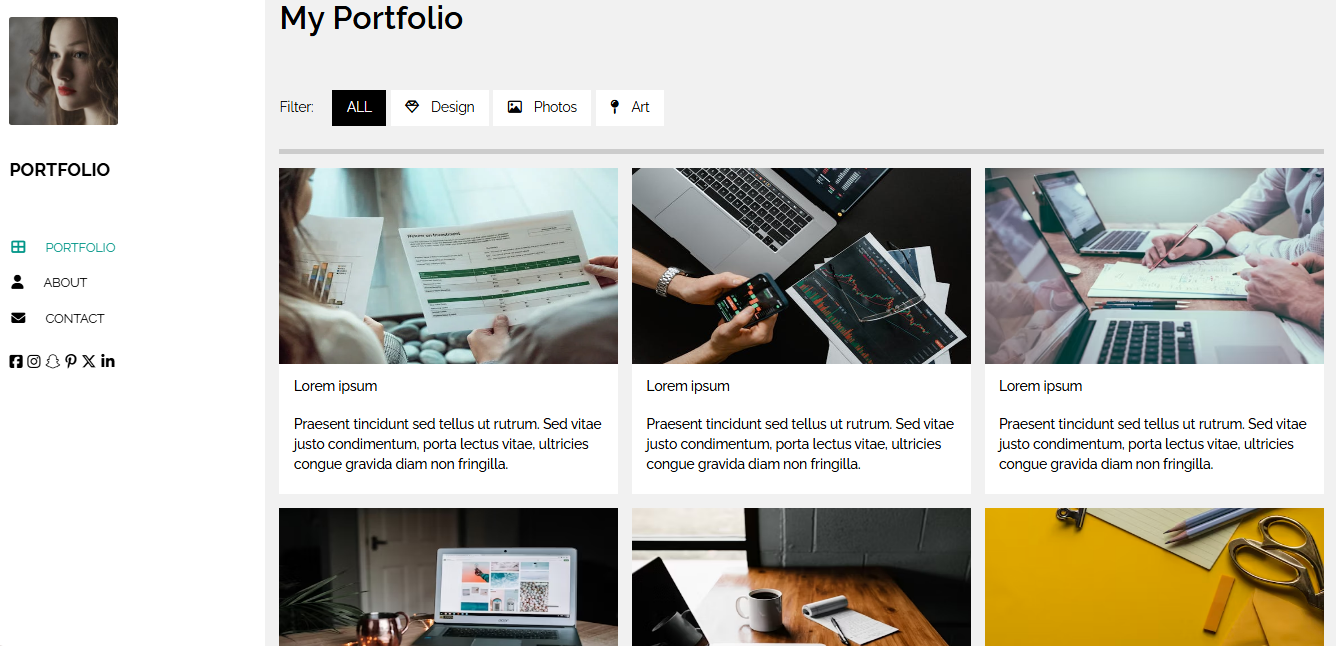 My Portfolio
PORTFOLIO
PORTFOLIO
ABOUT
CONTACT
Filter: ALL Design Photos Art
Lorem ipsum
Praesent tincidunt sed tellus ut rutrum. Sed vitae
justo condimentum, porta lectus vitae, ultricies
congue gravida diam non fringilla.
Lorem ipsum
Praesent tincidunt sed tellus ut rutrum. Sed vitae
justo condimentum, porta lectus vitae, ultricies
congue gravida diam non fringilla.
Lorem ipsum
Praesent tincidunt sed tellus ut rutrum. Sed vitae
justo condimentum, porta lectus vitae, ultricies
congue gravida diam non fringilla.